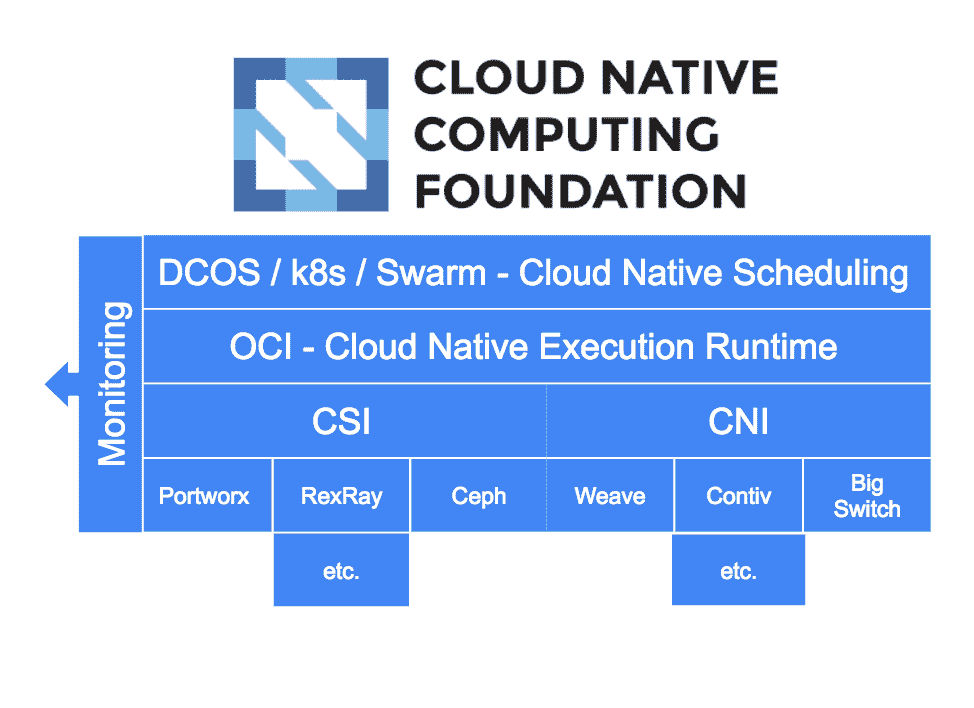 CLOUD NATIVE
COMPUTING
FOUNDATION
Monitoring
DCOS / k8s / Swarm - Cloud Native Scheduling
OCI - Cloud Native Execution Runtime
CSI
CNI
Portworx
RexRay
Ceph
Weave
Contiv
Big
Switch
etc.
etc.